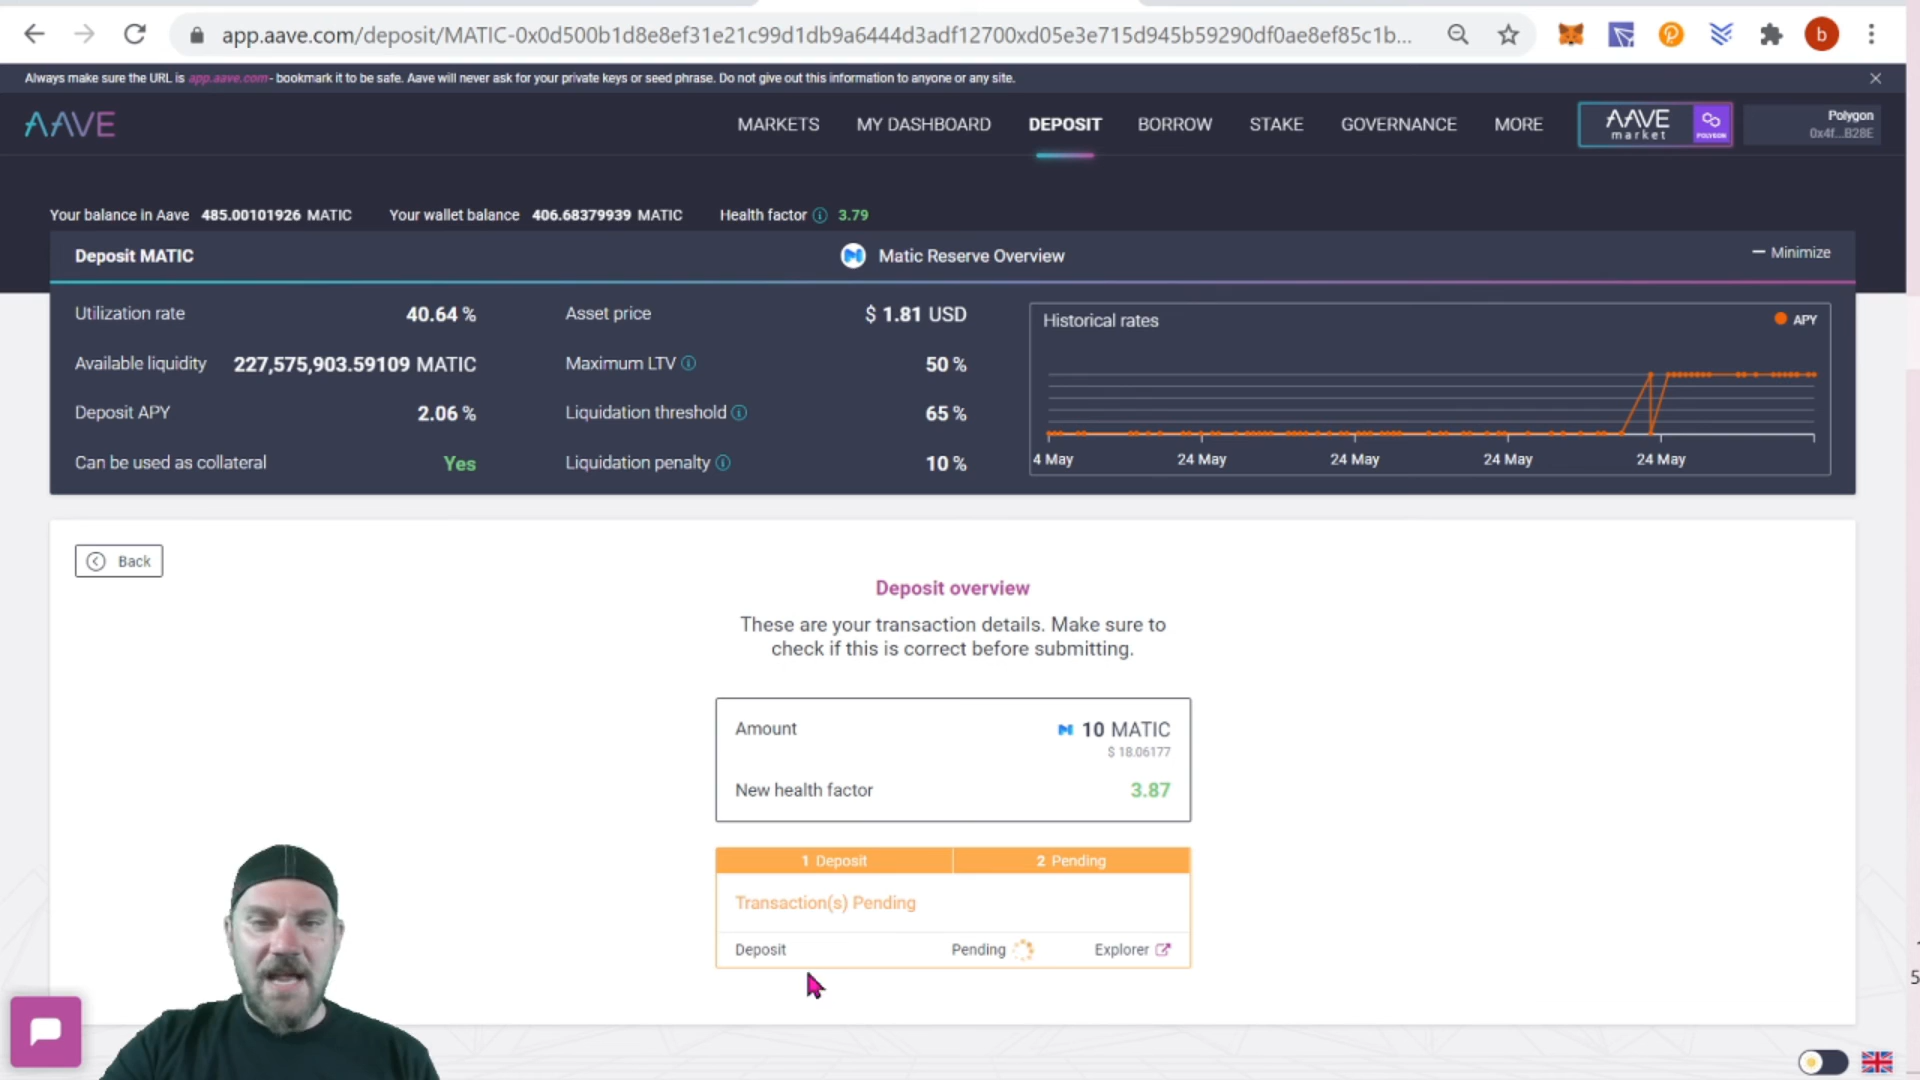 app.aave.com/deposit/MATIC-0x0d500b1d8e8ef31e21c99d1db9a6444d3adf12700xd05e3e715d945b59290df0ae8ef85c1b...
b
Always make sure the URL is app.aave.com - bookmark it to be safe. Aave will never ask for your private keys or seed phrase. Do not give out this information to anyone or any site.
AAVE
MARKETS
MY DASHBOARD
DEPOSIT
BORROW
STAKE
GOVERNANCE
MORE
AAVE
market
POLYGON
Polygon
0x4f...B28E
Your balance in Aave 485.00101926 MATIC
Your wallet balance 406.68379939 MATIC
Health factor 3.79
Deposit MATIC
Matic Reserve Overview
Minimize
Utilization rate 40.64 %
Available liquidity 227,575,903.59109 MATIC
Deposit APY 2.06 %
Can be used as collateral Yes
Asset price $ 1.81 USD
Maximum LTV 50 %
Liquidation threshold 65 %
Liquidation penalty 10 %
Historical rates
APY
4 May 24 May 24 May 24 May 24 May
Back
Deposit overview
These are your transaction details. Make sure to
check if this is correct before submitting.
Amount 10 MATIC
$ 18.06177
New health factor 3.87
1 Deposit 2 Pending
Transaction(s) Pending
Deposit Pending Explorer